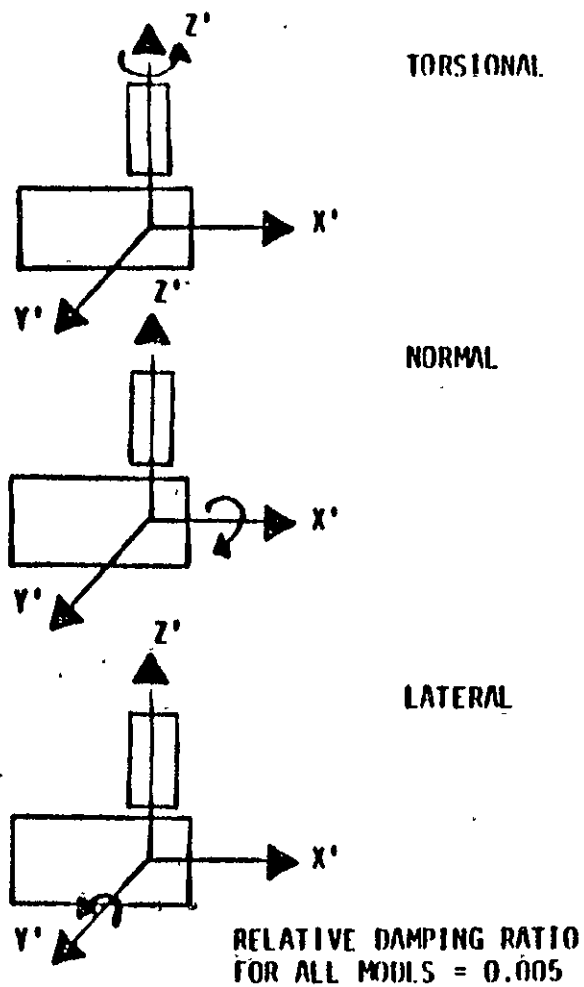 Z'
TORSIONAL
X'
Y'
Z'
NORMAL
X'
Y'
Z'
LATERAL
X'
Y'
RELATIVE DAMPING RATIO
FOR ALL MODES = 0.005